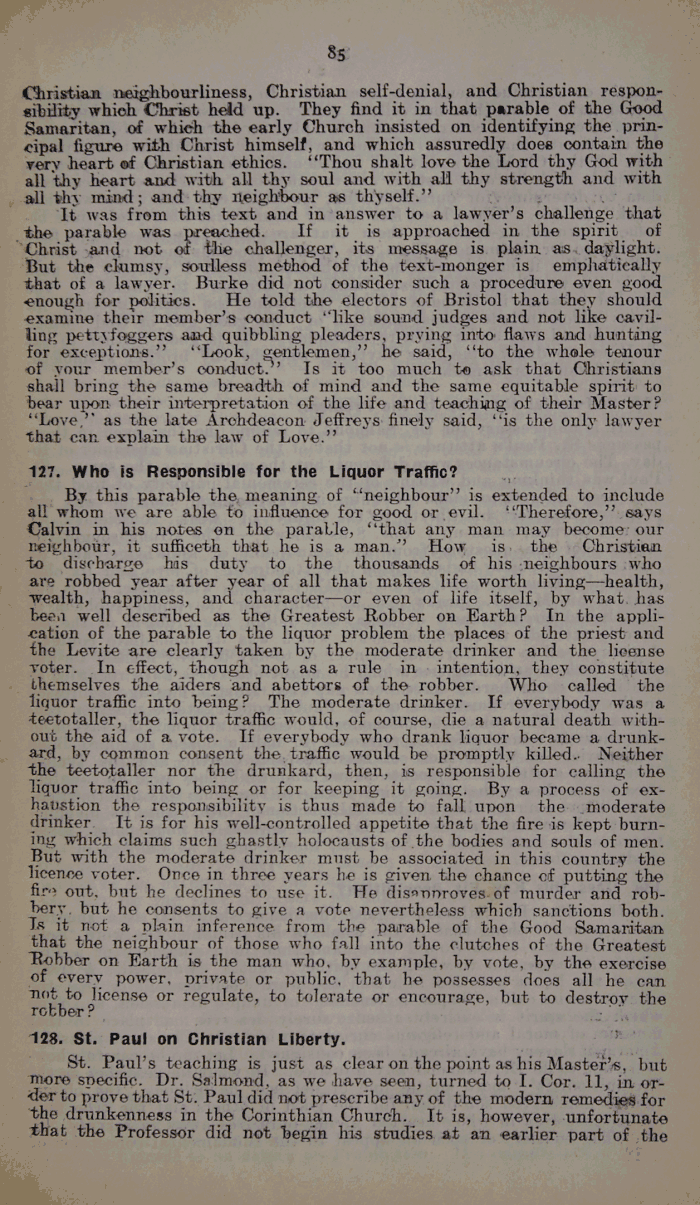 85
Christian neighbourliness, Christian self-denial, and Christian respon-
sibility which Christ held up. They find it in that parable of the Good
Samaritan, of which the early Church insisted on identifying the prin-
cipal figure with Christ himself, and which assuredly does contain the
very heart of Christian ethics. "Thou shalt love the Lord thy God with
all thy heart and with all thy soul and with all thy strength and with
all thy mind; and thy neighbour as thyself."
It was from this text and in answer to a lawyer's challenge that
the parable was preached. If it is approached in the spirit of
Christ and not of the challenger, its message is plain as daylight.
But the clumsy, soulless method of the text-monger is emphatically
that of a lawyer. Burke did not consider such a procedure even good
enough for politics. He told the electors of Bristol that they should
examine their member's conduct "like sound judges and not like cavil-
ling pettyfoggers and quibbling pleaders, prying into flaws and hunting
for exceptions." "Look, gentlemen," he said, "to the whole tenour
of your member's conduct." Is it too much to ask that Christians
shall bring the same breadth of mind and the same equitable spirit to
bear upon their interpretation of the life and teaching of their Master?
"Love," as the late Archdeacon Jeffreys finely said, "is the only lawyer
that can explain the law of Love."
127. Who is Responsible for the Liquor Traffic?
By this parable the meaning of "neighbour" is extended to include
all whom we are able to influence for good or evil. "Therefore," says
Calvin in his notes on the parable, "that any man may become our
neighbour, it sufficeth that he is a man." How is the Christian
to discharge his duty to the thousands of his neighbours who
are robbed year after year of all that makes life worth living—health,
wealth, happiness, and character—or even of life itself, by what has
been well described as the Greatest Robber on Earth? In the appli-
cation of the parable to the liquor problem the places of the priest and
the Levite are clearly taken by the moderate drinker and the license
voter. In effect, though not as a rule in intention, they constitute
themselves the aiders and abettors of the robber. Who called the
liquor traffic into being? The moderate drinker. If everybody was a
teetotaller, the liquor traffic would, of course, die a natural death with-
out the aid of a vote. If everybody who drank liquor became a drunk-
ard, by common consent the traffic would be promptly killed. Neither
the teetotaller nor the drunkard, then, is responsible for calling the
liquor traffic into being or for keeping it going. By a process of ex-
haustion the responsibility is thus made to fall upon the moderate
drinker. It is for his well-controlled appetite that the fire is kept burn-
ing which claims such ghastly holocausts of the bodies and souls of men.
But with the moderate drinker must be associated in this country the
licence voter. Once in three years he is given the chance of putting the
fire out, but he declines to use it. He disapproves of murder and rob-
bery, but he consents to give a vote nevertheless which sanctions both.
Is it not a plain inference from the parable of the Good Samaritan
that the neighbour of those who fall into the clutches of the Greatest
Robber on Earth is the man who, by example, by vote, by the exercise
of every power, private or public, that he possesses does all he can
not to license or regulate, to tolerate or encourage, but to destroy the
robber?
128. St. Paul on Christian Liberty.
St. Paul's teaching is just as clear on the point as his Master's, but
more specific. Dr. Salmond, as we have seen, turned to I. Cor. 11, in or-
der to prove that St. Paul did not prescribe any of the modern remedies for
the drunkenness in the Corinthian Church. It is, however, unfortunate
that the Professor did not begin his studies at an earlier part of the